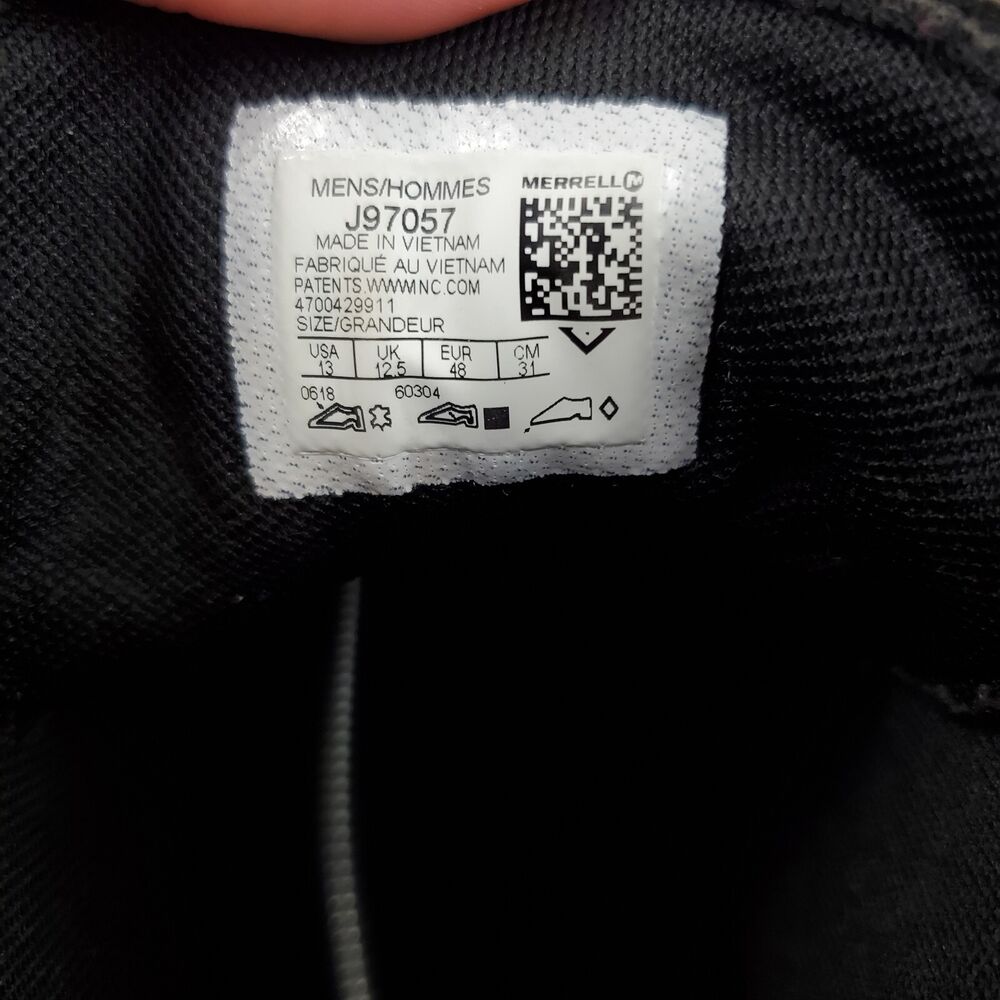 MENS/HOMMES
J97057
MADE IN VIETNAM
FABRIQUÉ AU VIETNAM
PATENTS.WWWINC.COM
4700429911
SIZE/GRANDEUR
MERRELL
USA UK EUR CM
13 12.5 48 31
0618 60304